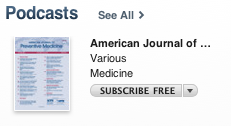 Podcasts See All >
American Journal of ...
Preventive Medicine
Various
Medicine
SUBSCRIBE FREE